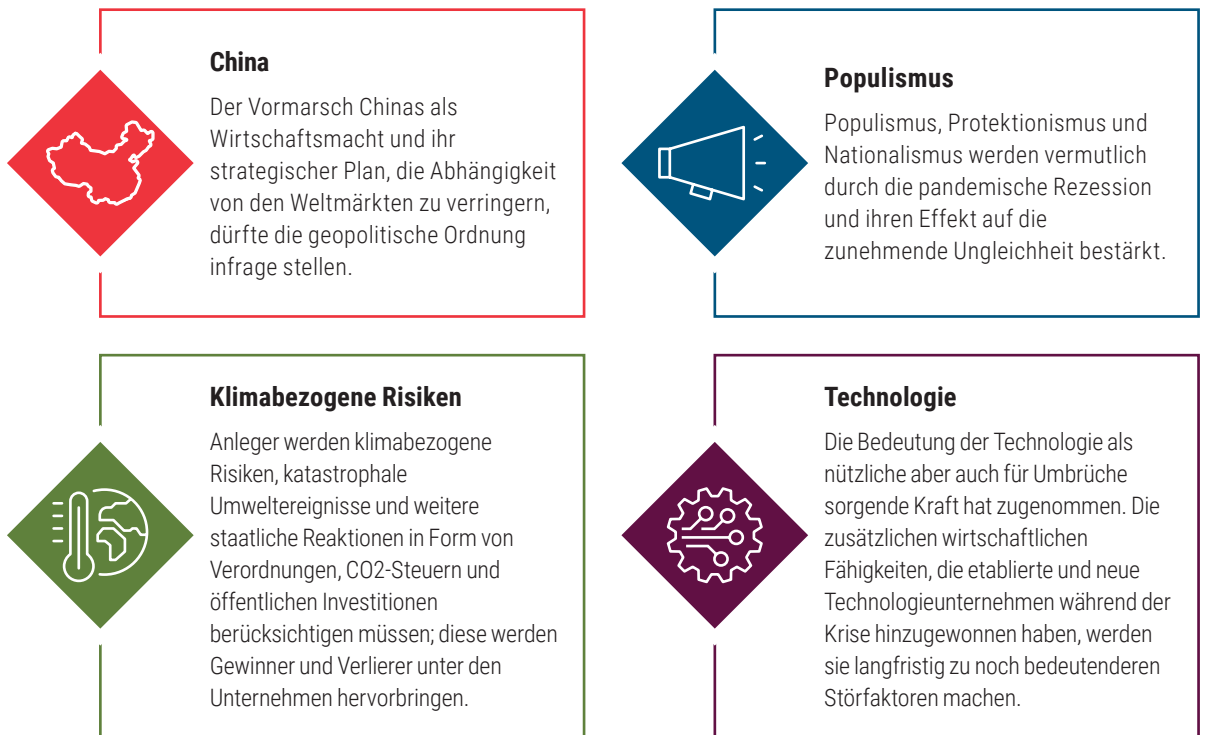 China
Der Vormarsch Chinas als
Wirtschaftsmacht und ihr
strategischer Plan, die Abhängigkeit
von den Weltmärkten zu verringern,
dürfte die geopolitische Ordnung
infrage stellen.
Populismus
Populismus, Protektionismus und
Nationalismus werden vermutlich
durch die pandemische Rezession
und ihren Effekt auf die
zunehmende Ungleichheit bestärkt.
Klimabezogene Risiken
Anleger werden klimabezogene
Risiken, katastrophale
Umweltereignisse und weitere
staatliche Reaktionen in Form von
Verordnungen, CO2-Steuern und
öffentlichen Investitionen
berücksichtigen müssen; diese werden
Gewinner und Verlierer unter den
Unternehmen hervorbringen.
Technologie
Die Bedeutung der Technologie als
nützliche aber auch für Umbrüche
sorgende Kraft hat zugenommen. Die
zusätzlichen wirtschaftlichen
Fähigkeiten, die etablierte und neue
Technologieunternehmen während der
Krise hinzugewonnen haben, werden
sie langfristig zu noch bedeutenderen
Störfaktoren machen.